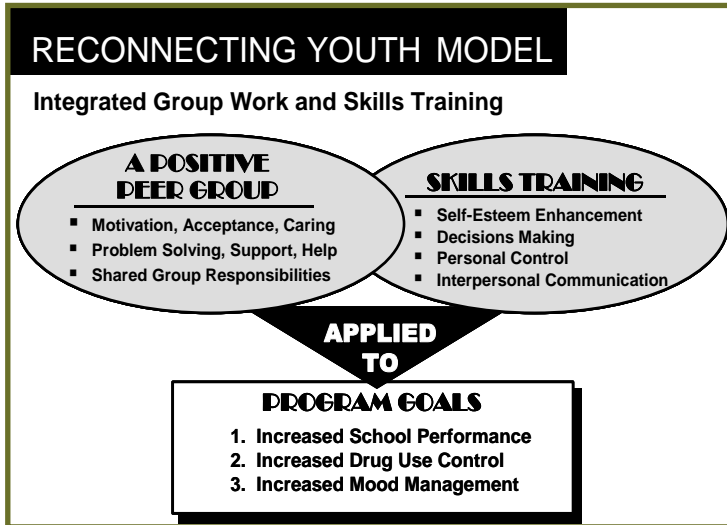 RECONNECTING YOUTH MODEL
Integrated Group Work and Skills Training
A POSITIVE
PEER GROUP
▪ Motivation, Acceptance, Caring
▪ Problem Solving, Support, Help
▪ Shared Group Responsibilities
SKILLS TRAINING
▪ Self-Esteem Enhancement
▪ Decisions Making
▪ Personal Control
▪ Interpersonal Communication
APPLIED
TO
PROGRAM GOALS
1. Increased School Performance
2. Increased Drug Use Control
3. Increased Mood Management